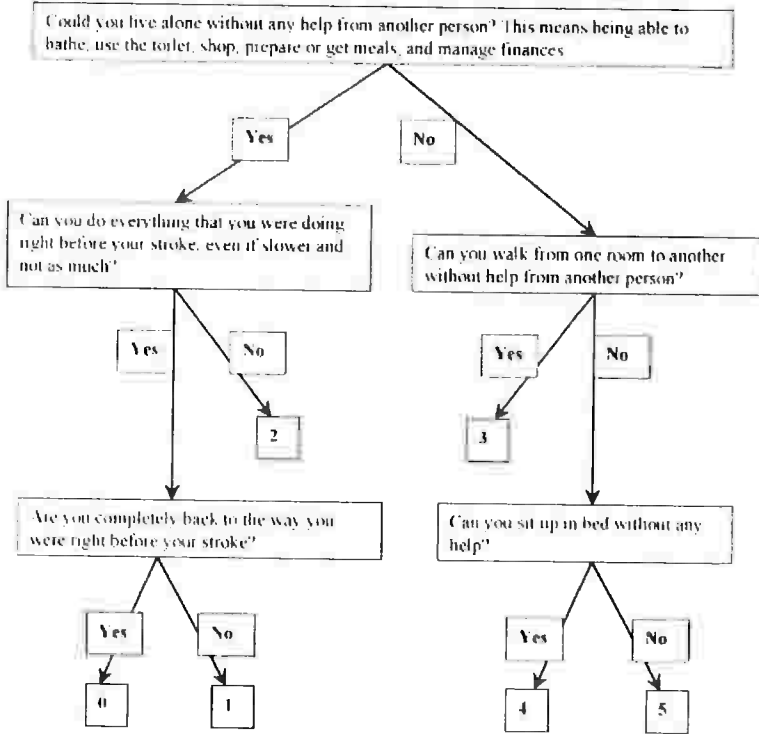 Could you live alone without any help from another person? This means being able to
bathe, use the toilet, shop, prepare or get meals, and manage finances
Yes
No
Can you do everything that you were doing
right before your stroke, even if slower and
not as much?
Can you walk from one room to another
without help from another person?
Yes
No
Yes
No
2
3
Are you completely back to the way you
were right before your stroke?
Can you sit up in bed without any
help?
Yes
No
Yes
No
0
1
4
5